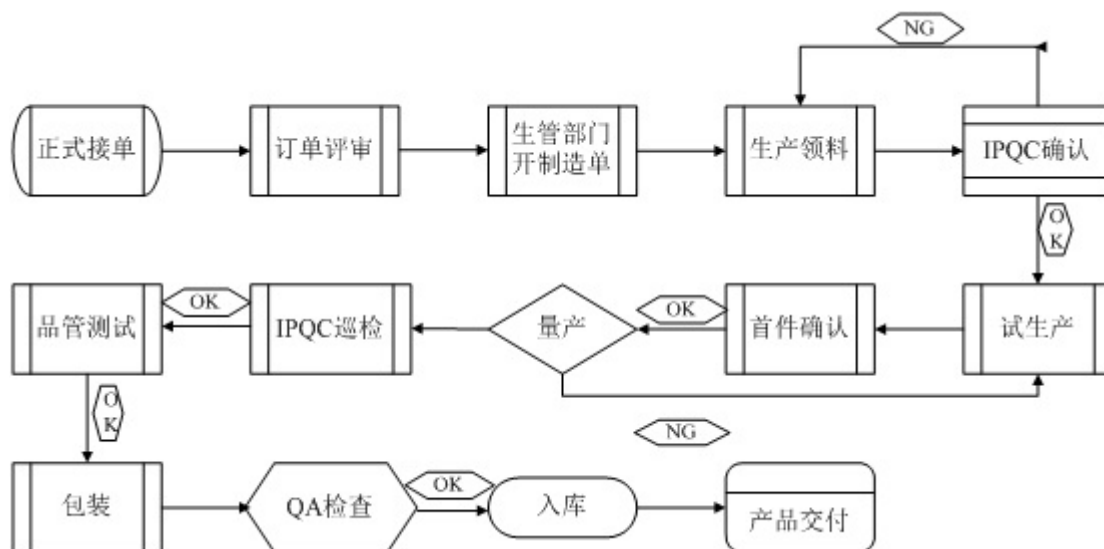 NG
正式接单
订单评审
生管部门
开制造单
生产领料
IPQC确认
O
K
品管测试
OK
IPQC巡检
量产
OK
首件确认
试生产
O
K
NG
包装
QA检查
OK
入库
产品交付